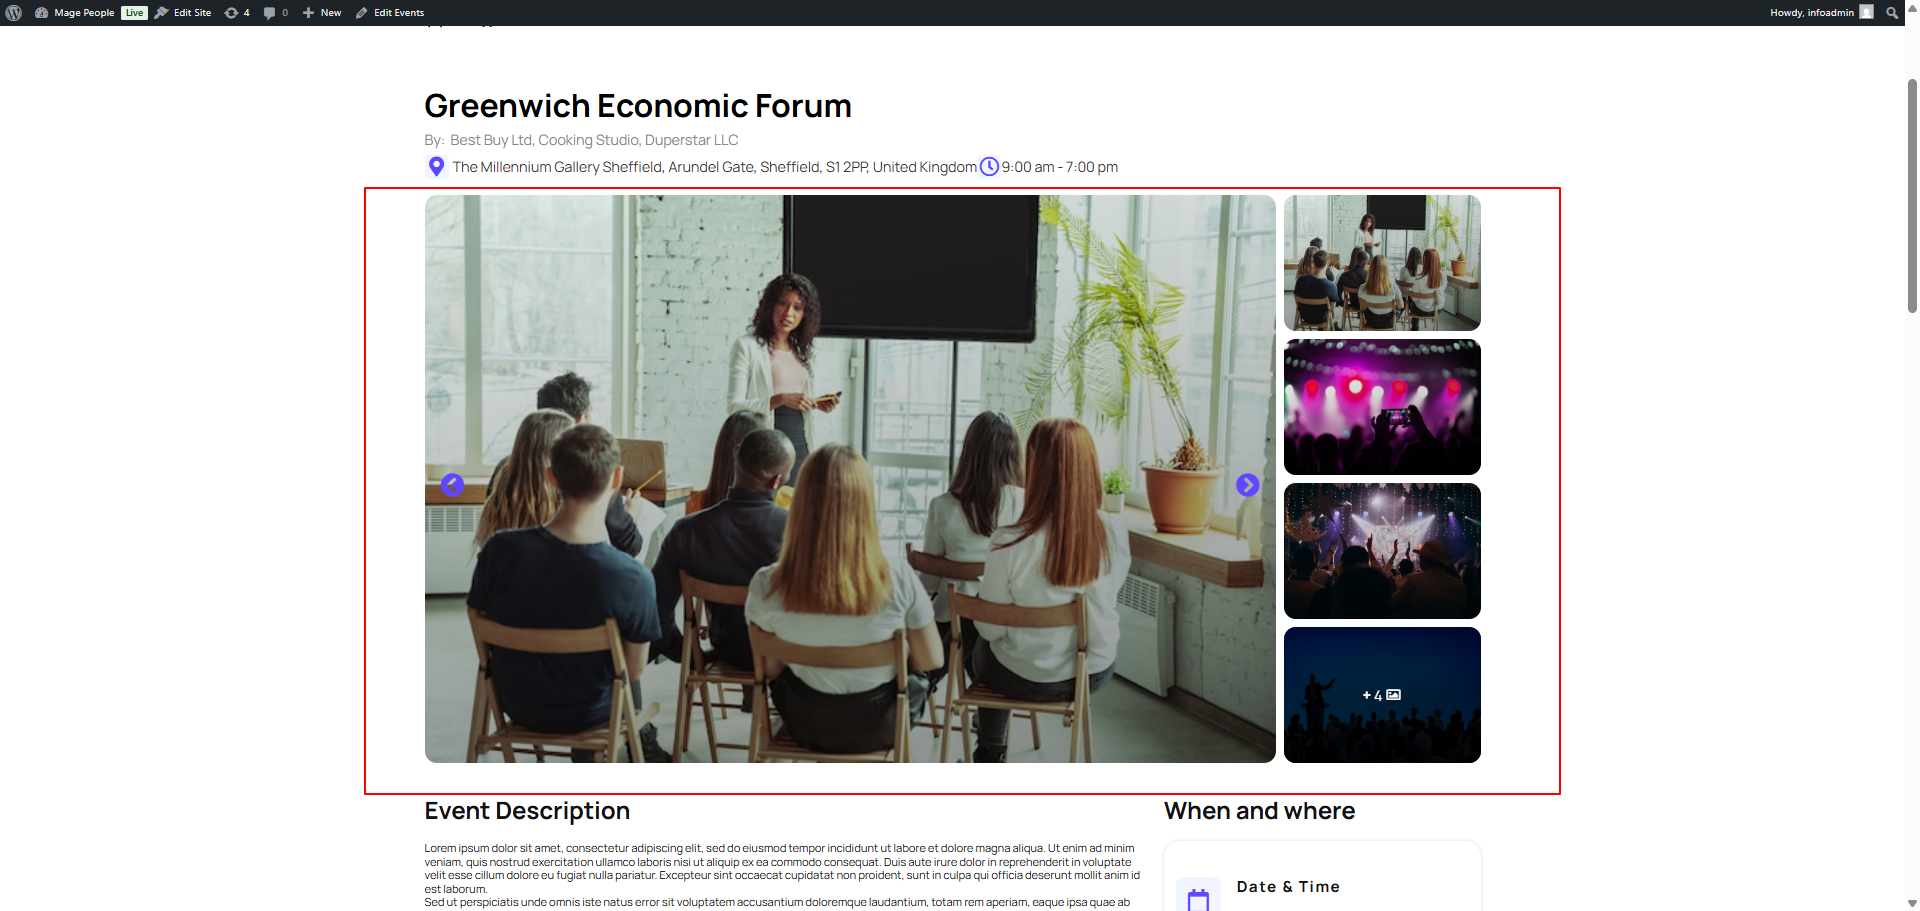 Mage People Live Edit Site 4 0 New Edit Events Howdy, infoadmin
Greenwich Economic Forum
By: Best Buy Ltd, Cooking Studio, Duperstar LLC
The Millennium Gallery Sheffield, Arundel Gate, Sheffield, S1 2PP, United Kingdom 9:00 am - 7:00 pm
+ 4
Event Description
Lorem ipsum dolor sit amet, consectetur adipiscing elit, sed do eiusmod tempor incididunt ut labore et dolore magna aliqua. Ut enim ad minim
veniam, quis nostrud exercitation ullamco laboris nisi ut aliquip ex ea commodo consequat. Duis aute irure dolor in reprehenderit in voluptate
velit esse cillum dolore eu fugiat nulla pariatur. Excepteur sint occaecat cupidatat non proident, sunt in culpa qui officia deserunt mollit anim id
est laborum.
Sed ut perspiciatis unde omnis iste natus error sit voluptatem accusantium doloremque laudantium, totam rem aperiam, eaque ipsa quae ab
When and where
Date & Time